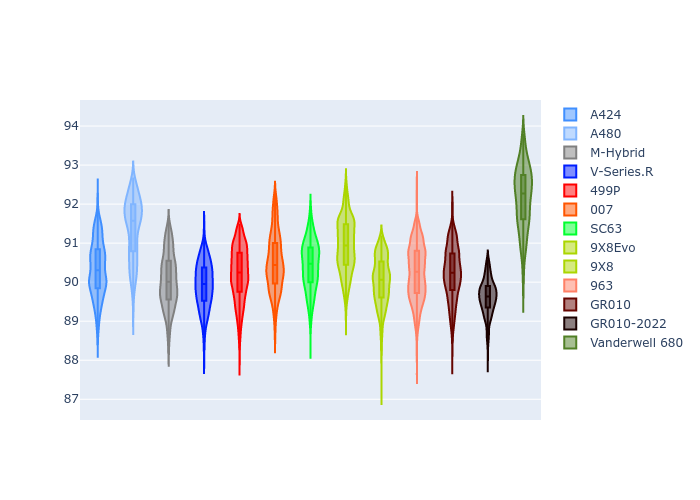 94
93
92
91
90
89
88
87
A424
A480
M-Hybrid
V-Series.R
499P
007
SC63
9X8Evo
9X8
963
GR010
GR010-2022
Vanderwell 680